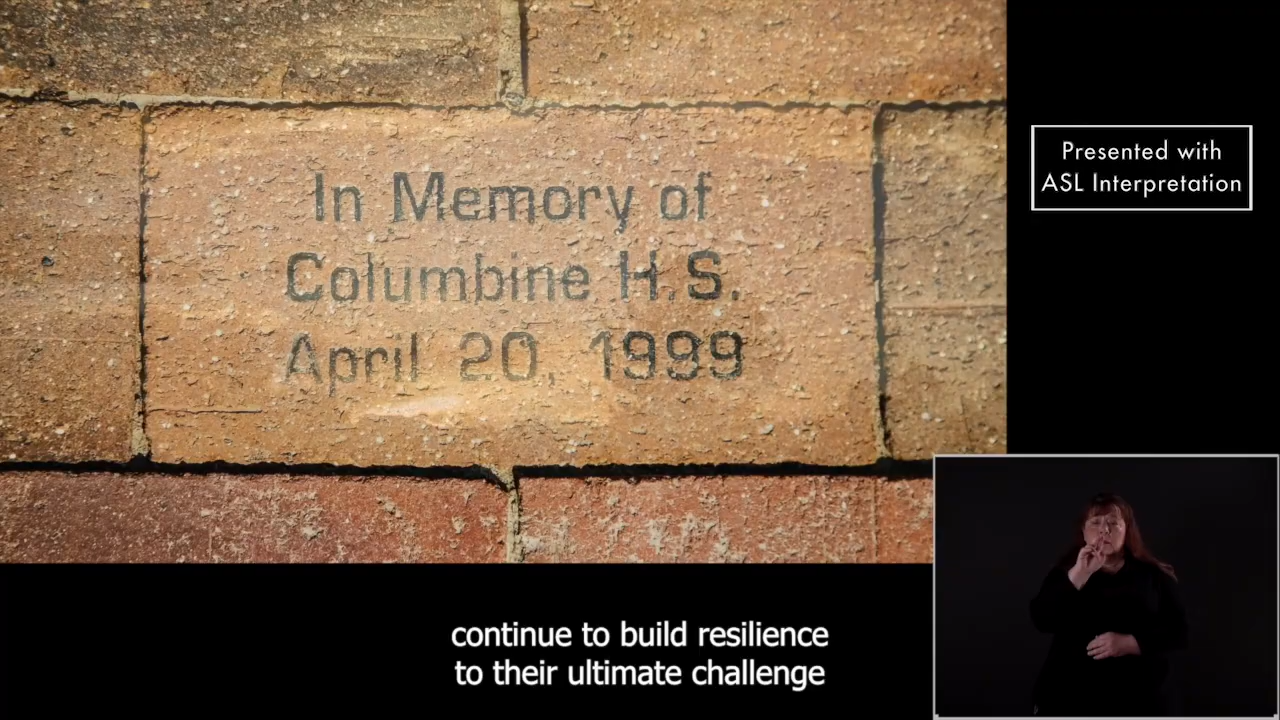 In Memory of
Columbine H.S.
April 20, 1999
Presented with
ASL Interpretation
continue to build resilience
to their ultimate challenge